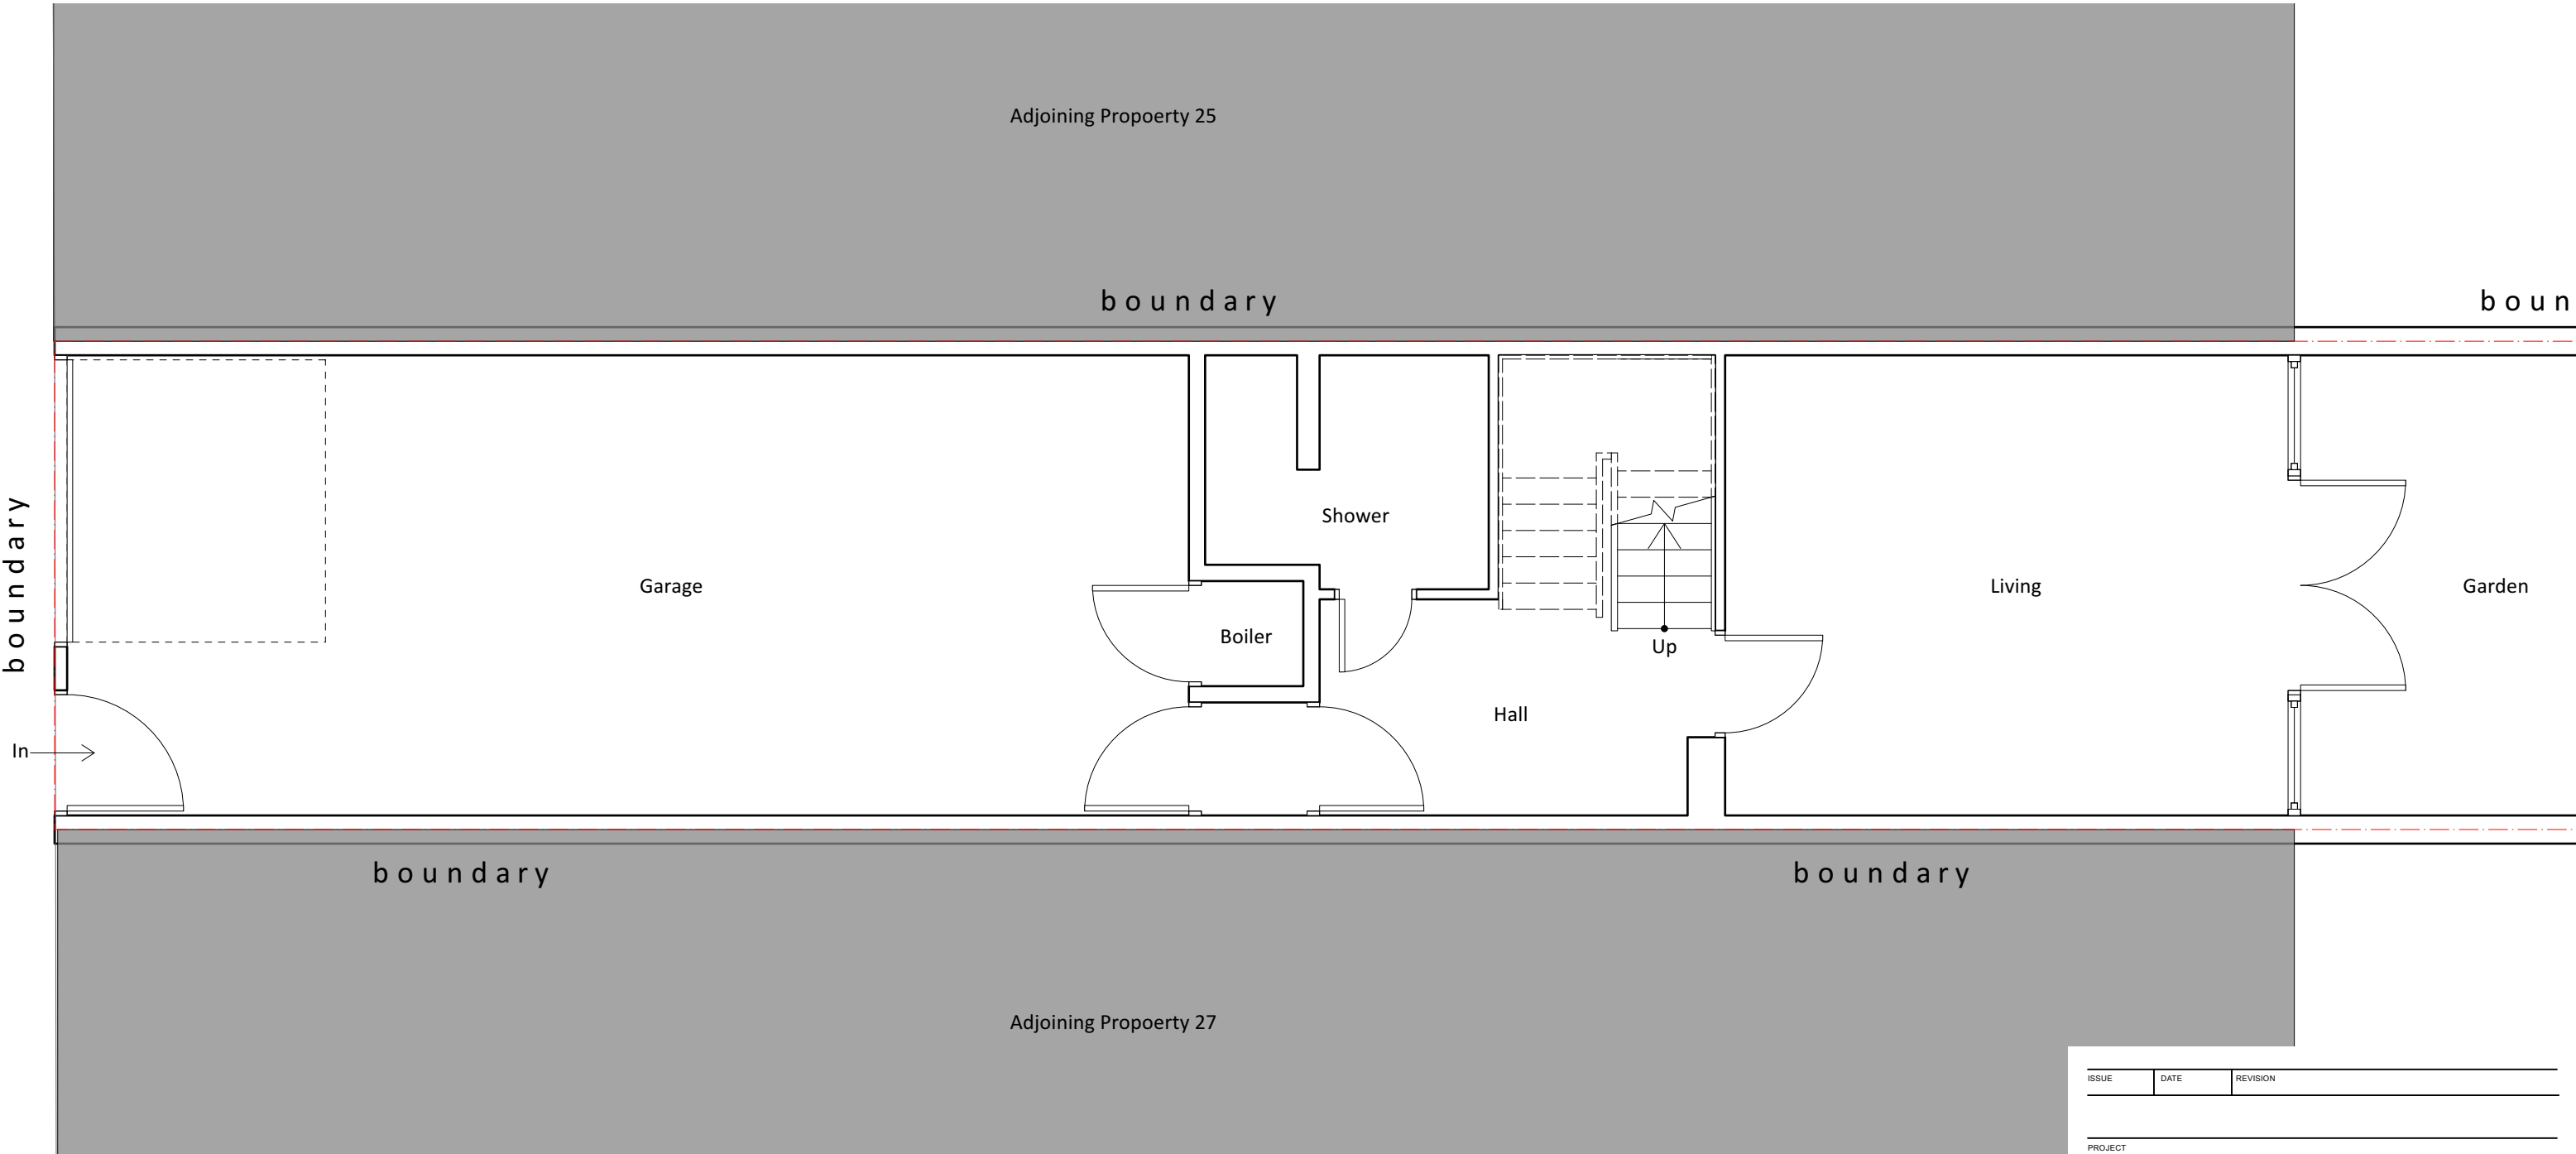 Adjoining Propoerty 25
boundary
boun
boundary
Shower
Garage
Living
Garden
Boiler
Up
Hall
In
boundary
boundary
Adjoining Propoerty 27
ISSUE DATE REVISION
PROJECT